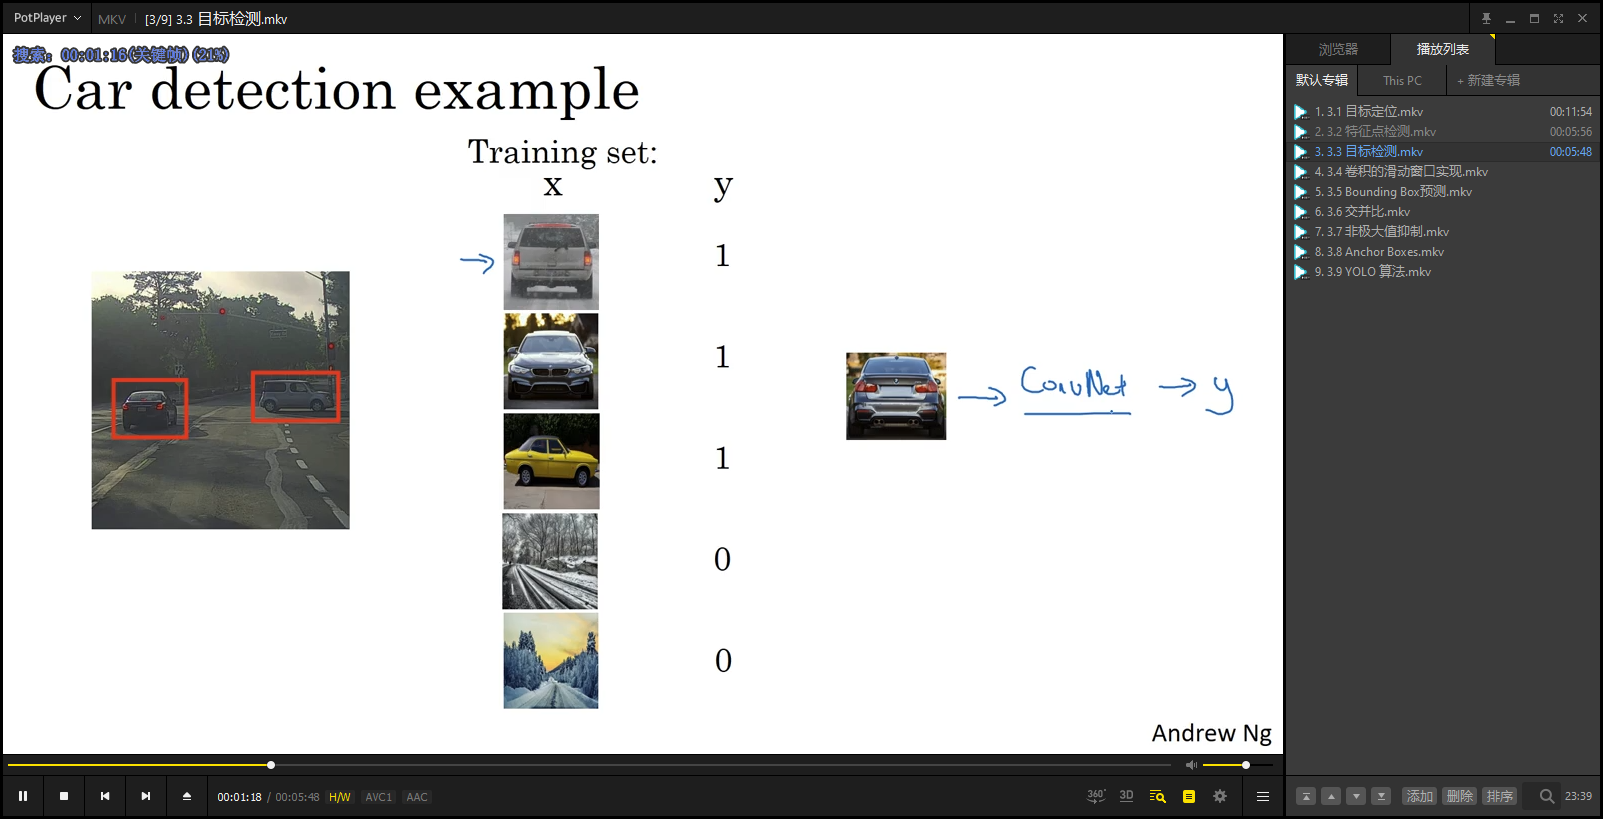 PotPlayer MKV [3/9] 3.3 目标检测.mkv
搜索: 00:01:16(关键帧) (21%)
Car detection example
Training set:
x y
1
1
1
0
0
ConvNet → y
Andrew Ng
00:01:18 / 00:05:48 H/W AVC1 AAC
360° 3D
浏览器 播放列表
默认专辑 This PC + 新建专辑
1. 3.1 目标定位.mkv 00:11:54
2. 3.2 特征点检测.mkv 00:05:56
3. 3.3 目标检测.mkv 00:05:48
4. 3.4 卷积的滑动窗口实现.mkv
5. 3.5 Bounding Box预测.mkv
6. 3.6 交并比.mkv
7. 3.7 非极大值抑制.mkv
8. 3.8 Anchor Boxes.mkv
9. 3.9 YOLO 算法.mkv
添加 删除 排序 23:39